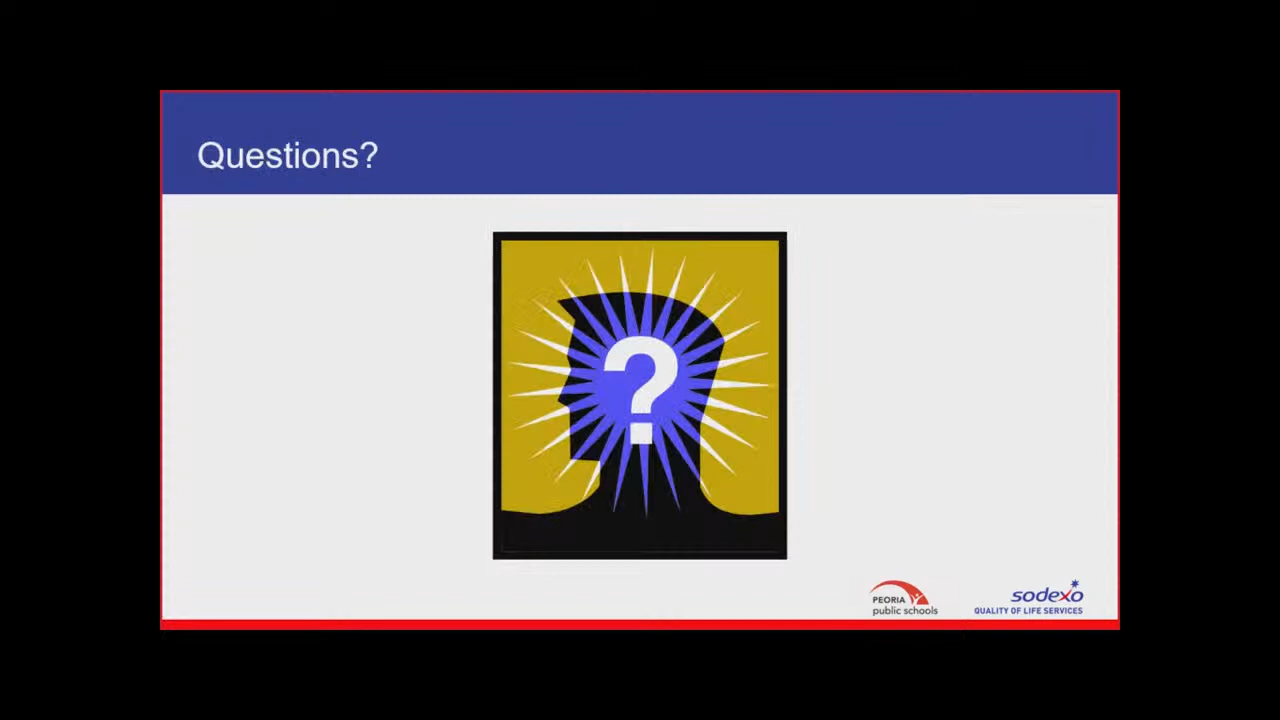 Questions?
?
PEORIA
public schools
sodexo
QUALITY OF LIFE SERVICES